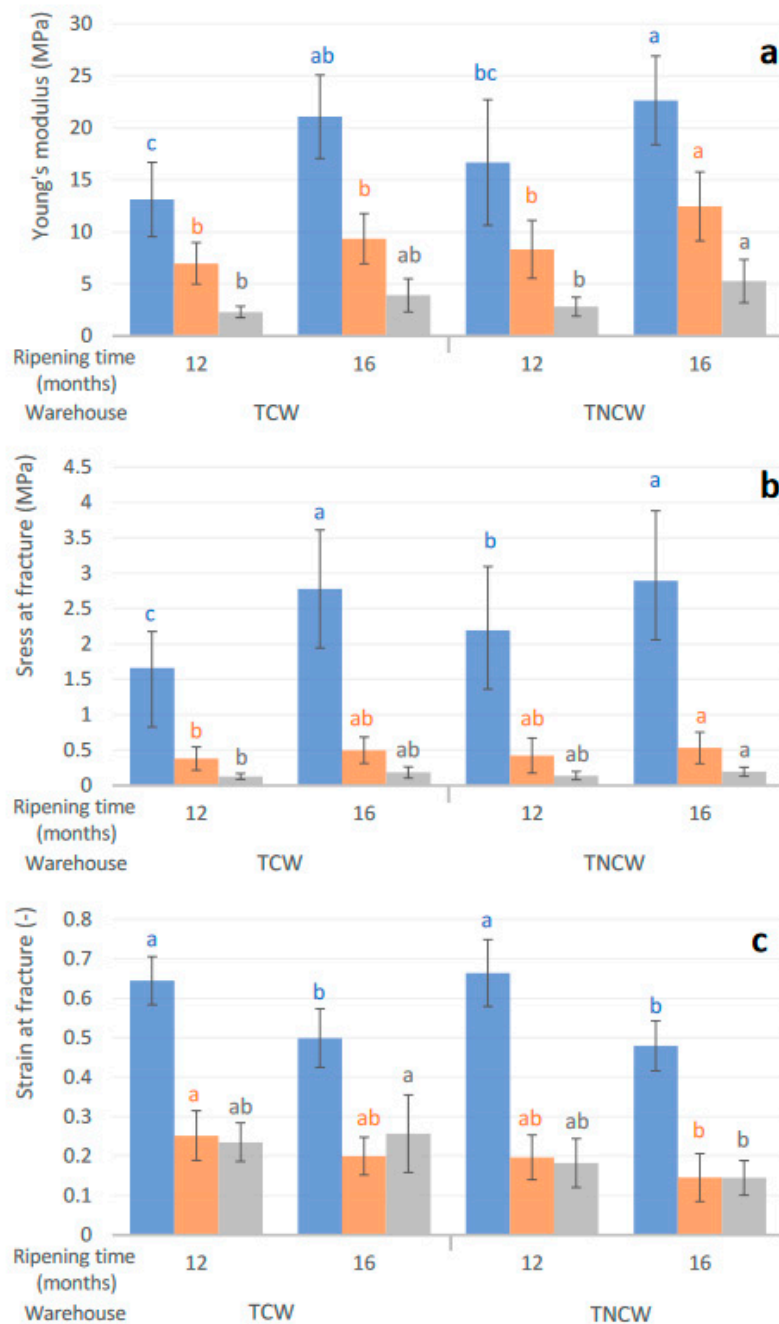 a
Young's modulus (MPa)
30
25
20
15
10
5
0
c b b
ab b ab
bc b b
a a a
Ripening time (months) 12 16 12 16
Warehouse TCW TNCW
b
Sress at fracture (MPa)
4.5
4
3.5
3
2.5
2
1.5
1
0.5
0
c b b
a ab ab
b ab ab
a a a
Ripening time (months) 12 16 12 16
Warehouse TCW TNCW
c
Strain at fracture (-)
0.8
0.7
0.6
0.5
0.4
0.3
0.2
0.1
0
a a ab
b ab a
a ab ab
b b b
Ripening time (months) 12 16 12 16
Warehouse TCW TNCW